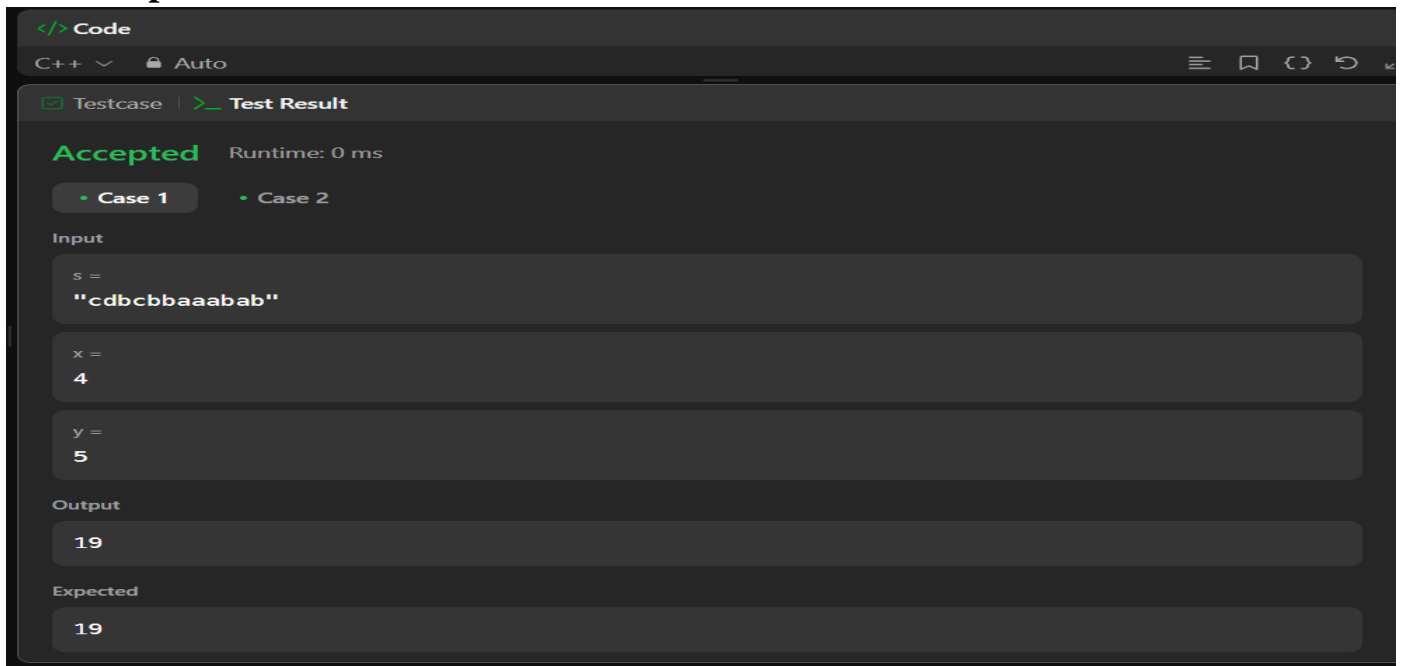 </> Code
C++ Auto
Testcase | >_ Test Result
Accepted Runtime: 0 ms
• Case 1 • Case 2
Input
s =
"cdbcbbaaabab"
x =
4
y =
5
Output
19
Expected
19